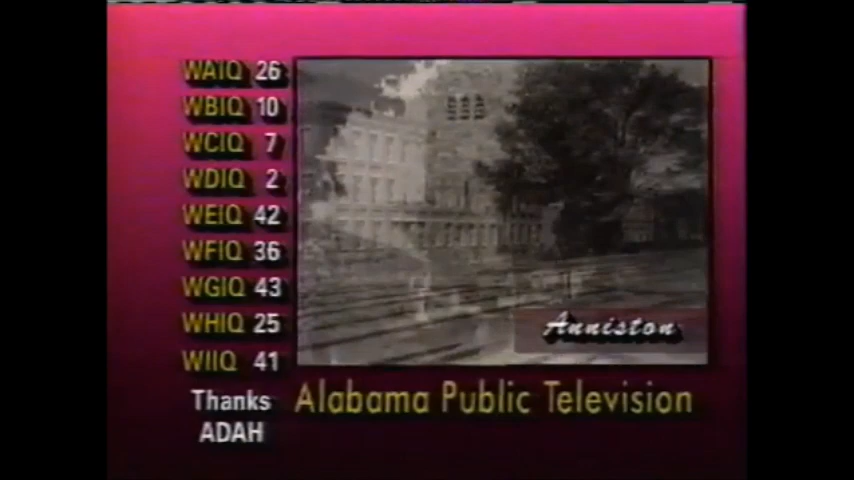 WAIQ 26
WBIQ 10
WCIQ 7
WDIQ 2
WEIQ 42
WFIQ 36
WGIQ 43
WHIQ 25
WIIQ 41
Thanks
ADAH
Anniston
Alabama Public Television